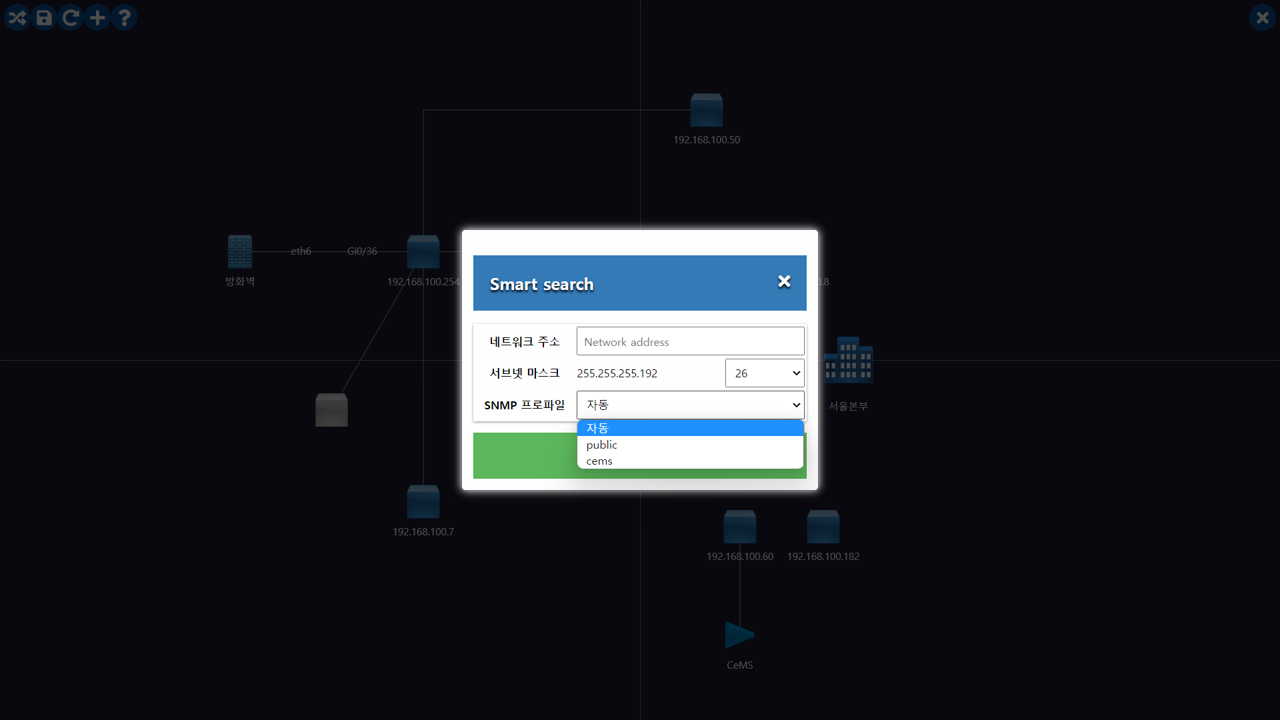 192.168.100.50
eth6
GI0/36
방화벽
192.168.100.254
0.8
Smart search
네트워크 주소
Network address
서브넷 마스크
255.255.255.192
26
SNMP 프로파일
자동
자동
public
cems
서울본부
192.168.100.7
192.168.100.60
192.168.100.182
CeMS